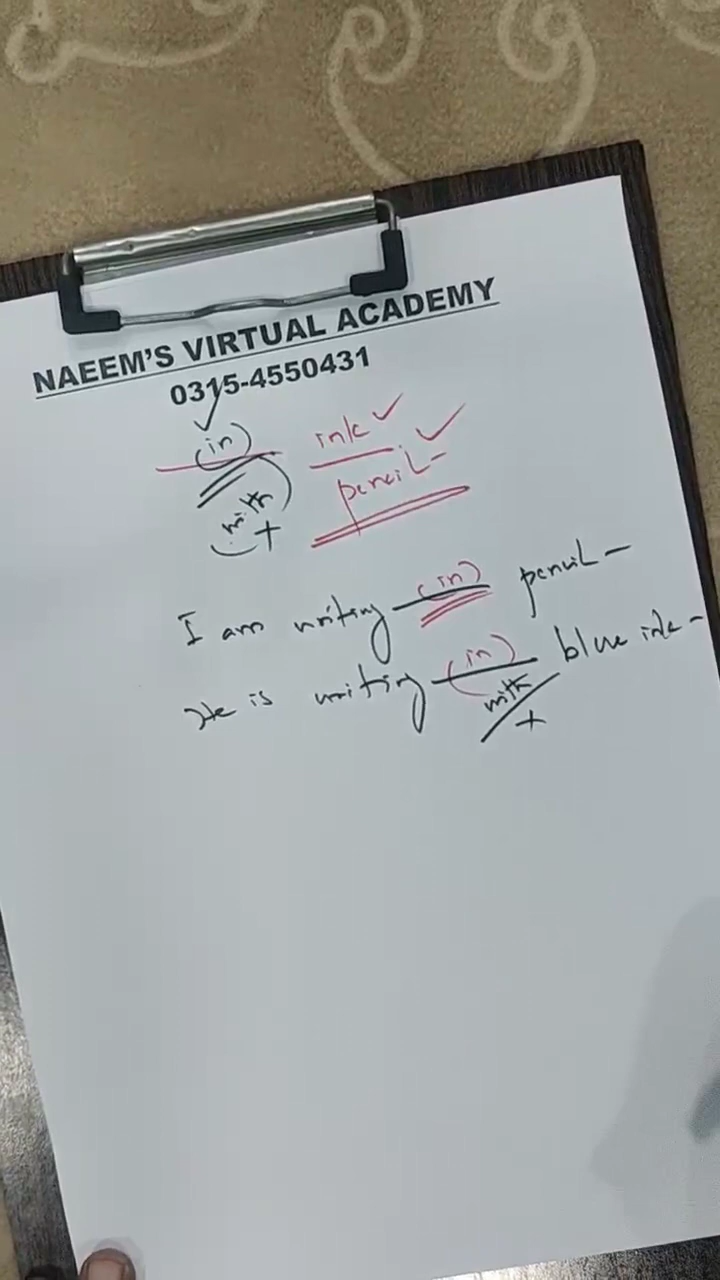 NAEEM'S VIRTUAL ACADEMY
0315-4550431
(in) ink
(with) pencil
I am writing (in) pencil
He is writing (in) blue ink
with